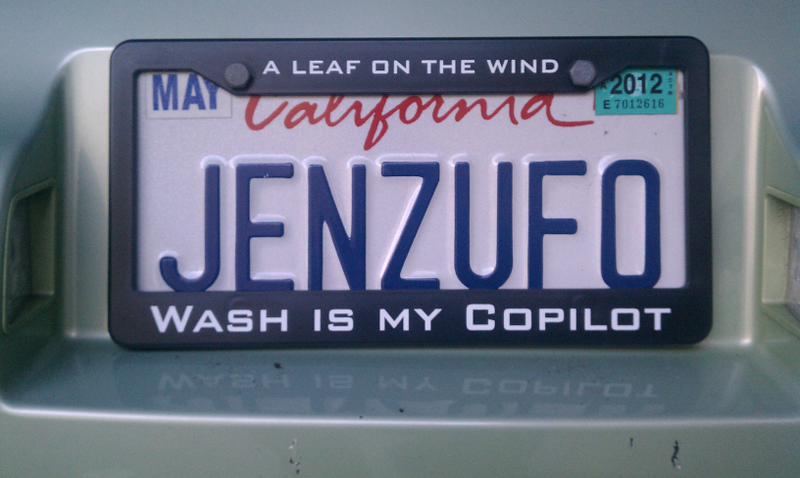 A LEAF ON THE WIND
MAY
2012
E 7012616
California
JENZUFO
WASH IS MY COPILOT